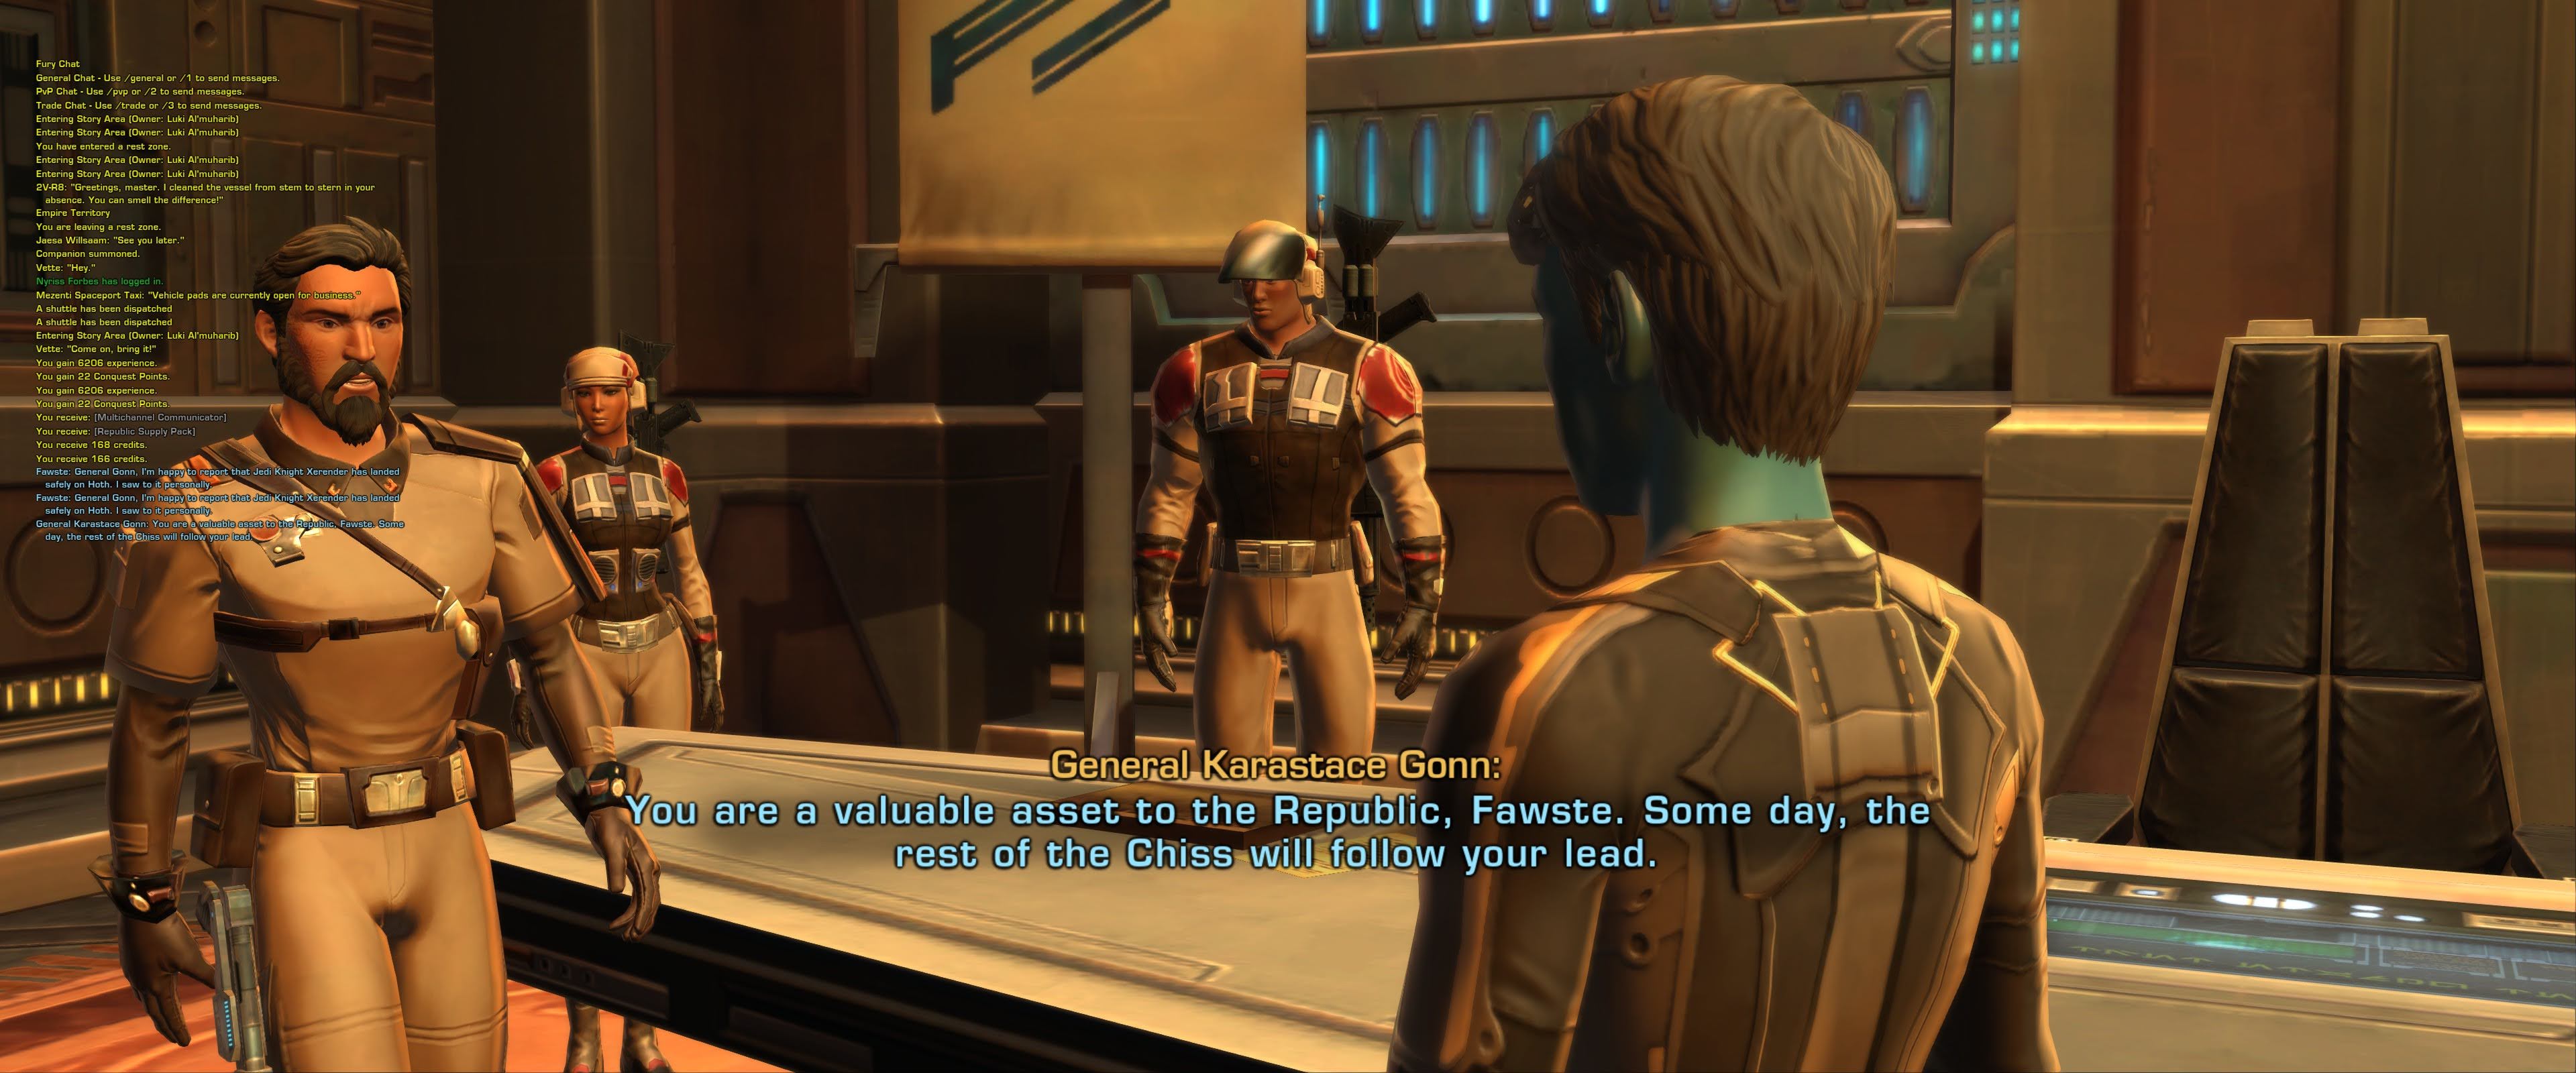 Fury Chat
General Chat - Use /general or /1 to send messages.
PvP Chat - Use /pvp or /2 to send messages.
Trade Chat - Use /trade or /3 to send messages.
Entering Story Area (Owner: Luki Al'muharib)
Entering Story Area (Owner: Luki Al'muharib)
You have entered a rest zone.
Entering Story Area (Owner: Luki Al'muharib)
Entering Story Area (Owner: Luki Al'muharib)
2V-R8: "Greetings, master. I cleaned the vessel from stem to stern in your
absence. You can smell the difference!"
Empire Territory
You are leaving a rest zone.
Jaesa Willsaam: "See you later."
Companion summoned.
Vette: "Hey."
Nyriss Forbes has logged in.
Mezenti Spaceport Taxi: "Vehicle pads are currently open for business."
A shuttle has been dispatched
A shuttle has been dispatched
Entering Story Area (Owner: Luki Al'muharib)
Vette: "Come on, bring it!"
You gain 6206 experience.
You gain 22 Conquest Points.
You gain 6206 experience.
You gain 22 Conquest Points.
You receive: [Multichannel Communicator]
You receive: [Republic Supply Pack]
You receive 168 credits.
You receive 166 credits.
Fawste: General Gonn, I'm happy to report that Jedi Knight Xerender has landed
safely on Hoth. I saw to it personally.
Fawste: General Gonn, I'm happy to report that Jedi Knight Xerender has landed
safely on Hoth. I saw to it personally.
General Karastace Gonn: You are a valuable asset to the Republic, Fawste. Some
day, the rest of the Chiss will follow your lead.
General Karastace Gonn:
You are a valuable asset to the Republic, Fawste. Some day, the
rest of the Chiss will follow your lead.